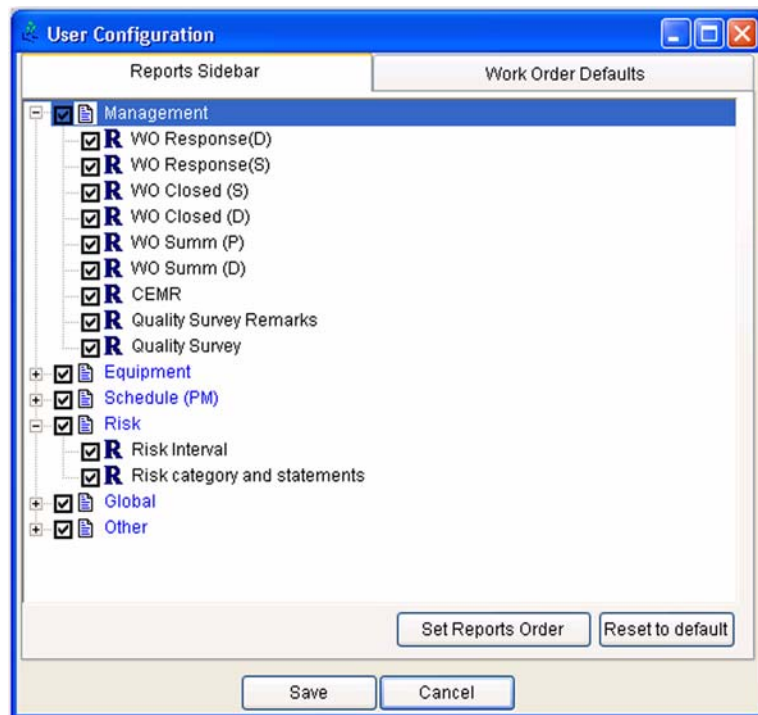 User Configuration
Reports Sidebar
Work Order Defaults
Management
R WO Response(D)
R WO Response(S)
R WO Closed (S)
R WO Closed (D)
R WO Summ (P)
R WO Summ (D)
R CEMR
R Quality Survey Remarks
R Quality Survey
Equipment
Schedule (PM)
Risk
R Risk Interval
R Risk category and statements
Global
Other
Set Reports Order
Reset to default
Save
Cancel